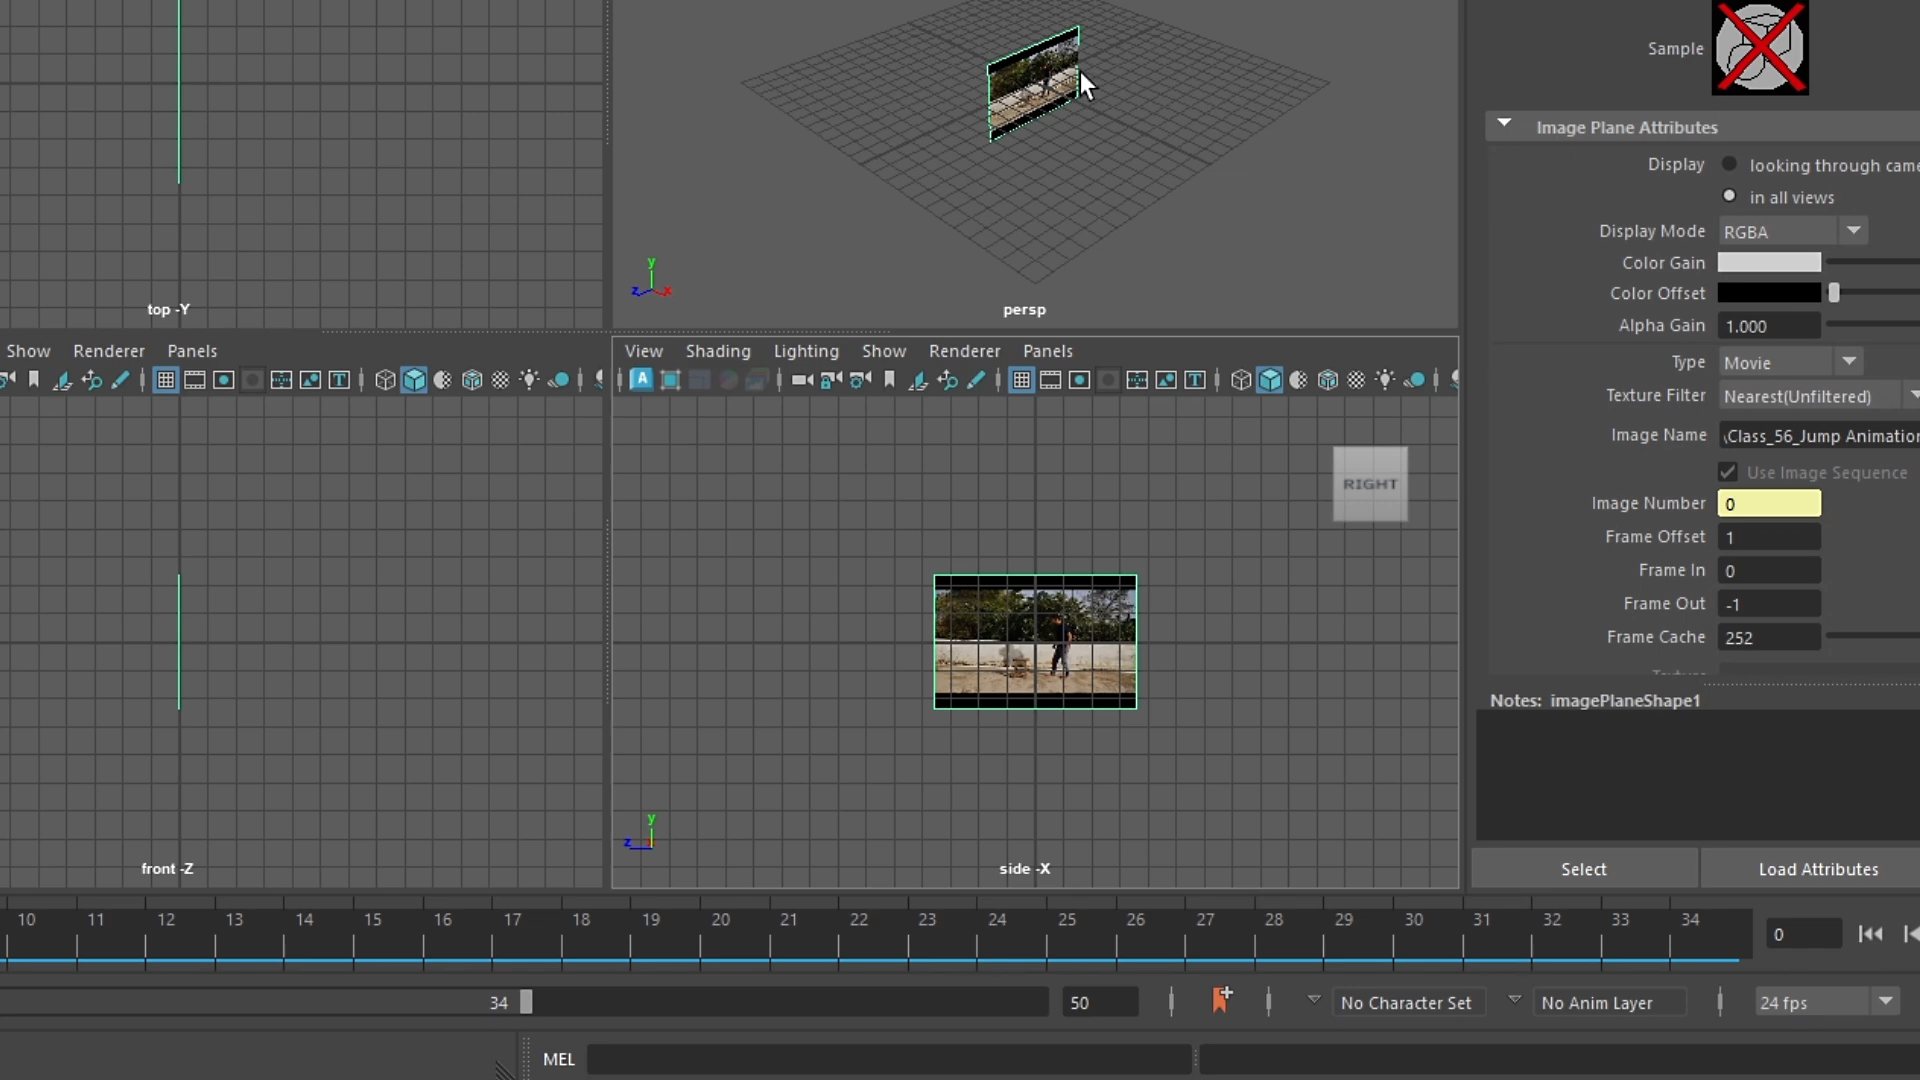 Sample
Image Plane Attributes
Display looking through came
in all views
Display Mode RGBA
Color Gain
Color Offset
Alpha Gain 1.000
Type Movie
Texture Filter Nearest(Unfiltered)
Image Name \Class_56_Jump Animation
Use Image Sequence
Image Number 0
Frame Offset 1
Frame In 0
Frame Out -1
Frame Cache 252
Notes: imagePlaneShape1
Select Load Attributes
y
z x
top -Y
persp
Show Renderer Panels
View Shading Lighting Show Renderer Panels
RIGHT
y
z
front -Z
side -X
10 11 12 13 14 15 16 17 18 19 20 21 22 23 24 25 26 27 28 29 30 31 32 33 34
0
34
50
No Character Set
No Anim Layer
24 fps
MEL